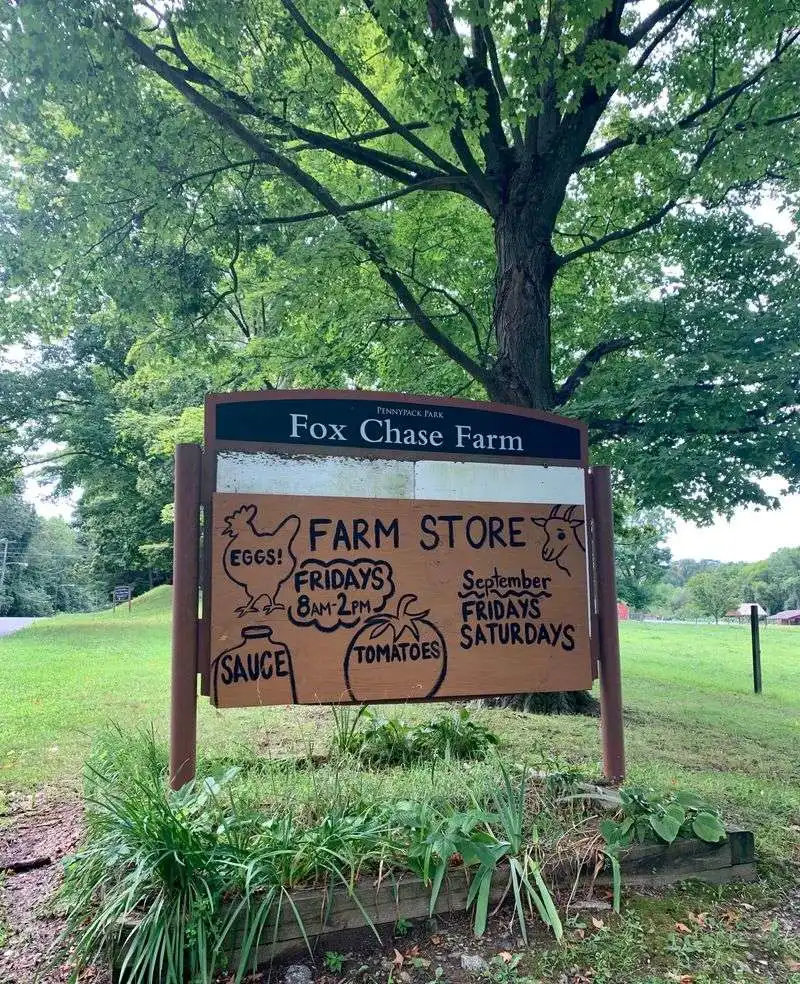 PENNYPACK PARK
Fox Chase Farm
EGGS!
FARM STORE
FRIDAYS
8AM-2PM
September
FRIDAYS
SATURDAYS
SAUCE
TOMATOES